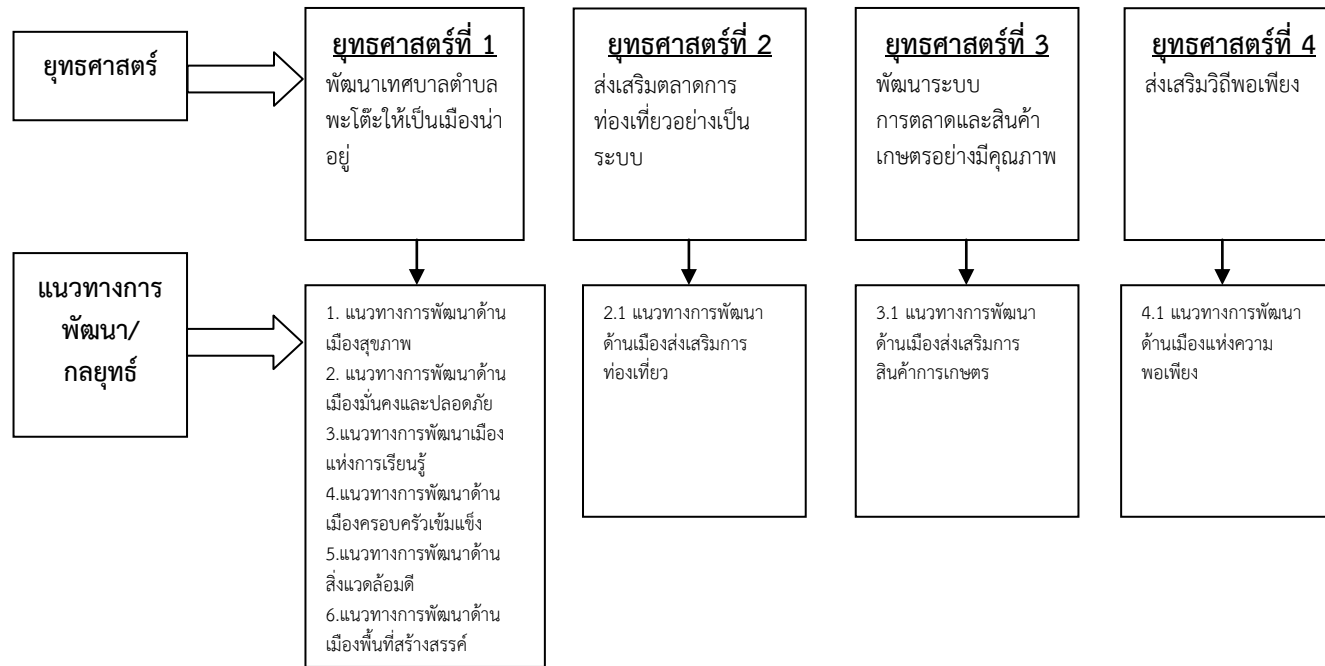 ยุทธศาสตร์
ยุทธศาสตร์ที่ 1
พัฒนาเทศบาลตำบล
พะโต๊ะให้เป็นเมืองน่า
อยู่
ยุทธศาสตร์ที่ 2
ส่งเสริมตลาดการ
ท่องเที่ยวอย่างเป็น
ระบบ
ยุทธศาสตร์ที่ 3
พัฒนาระบบ
การตลาดและสินค้า
เกษตรอย่างมีคุณภาพ
ยุทธศาสตร์ที่ 4
ส่งเสริมวิถีพอเพียง
แนวทางการ
พัฒนา/
กลยุทธ์
1. แนวทางการพัฒนาด้าน
เมืองสุขภาพ
2. แนวทางการพัฒนาด้าน
เมืองมั่นคงและปลอดภัย
3.แนวทางการพัฒนาเมือง
แห่งการเรียนรู้
4.แนวทางการพัฒนาด้าน
เมืองครอบครัวเข้มแข็ง
5.แนวทางการพัฒนาด้าน
สิ่งแวดล้อมดี
6.แนวทางการพัฒนาด้าน
เมืองพื้นที่สร้างสรรค์
2.1 แนวทางการพัฒนา
ด้านเมืองส่งเสริมการ
ท่องเที่ยว
3.1 แนวทางการพัฒนา
ด้านเมืองส่งเสริมการ
สินค้าการเกษตร
4.1 แนวทางการพัฒนา
ด้านเมืองแห่งความ
พอเพียง